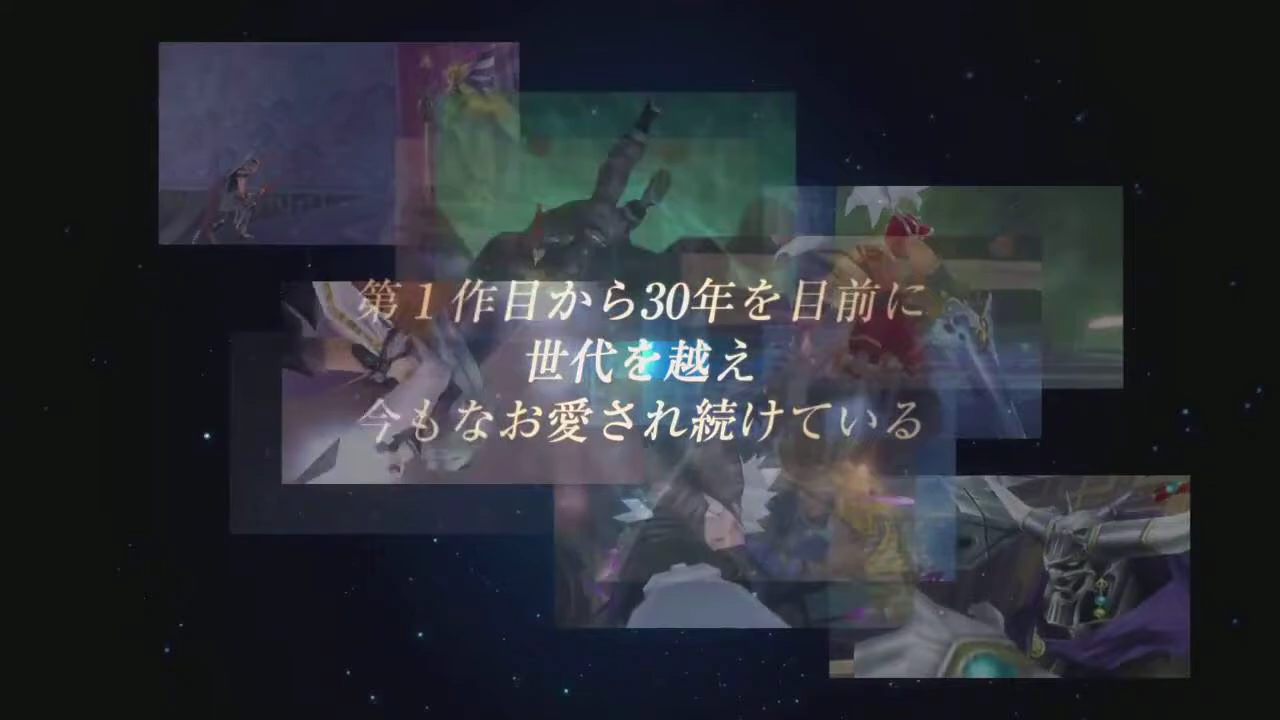 第１作目から30年を目前に
世代を越え
今もなお愛され続けている